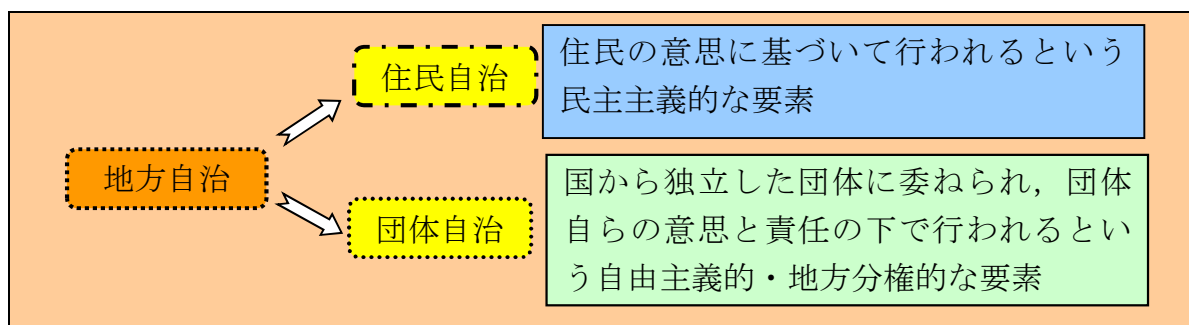 住民自治
住民の意思に基づいて行われるという
民主主義的な要素
地方自治
団体自治
国から独立した団体に委ねられ，団体
自らの意思と責任の下で行われるとい
う自由主義的・地方分権的な要素